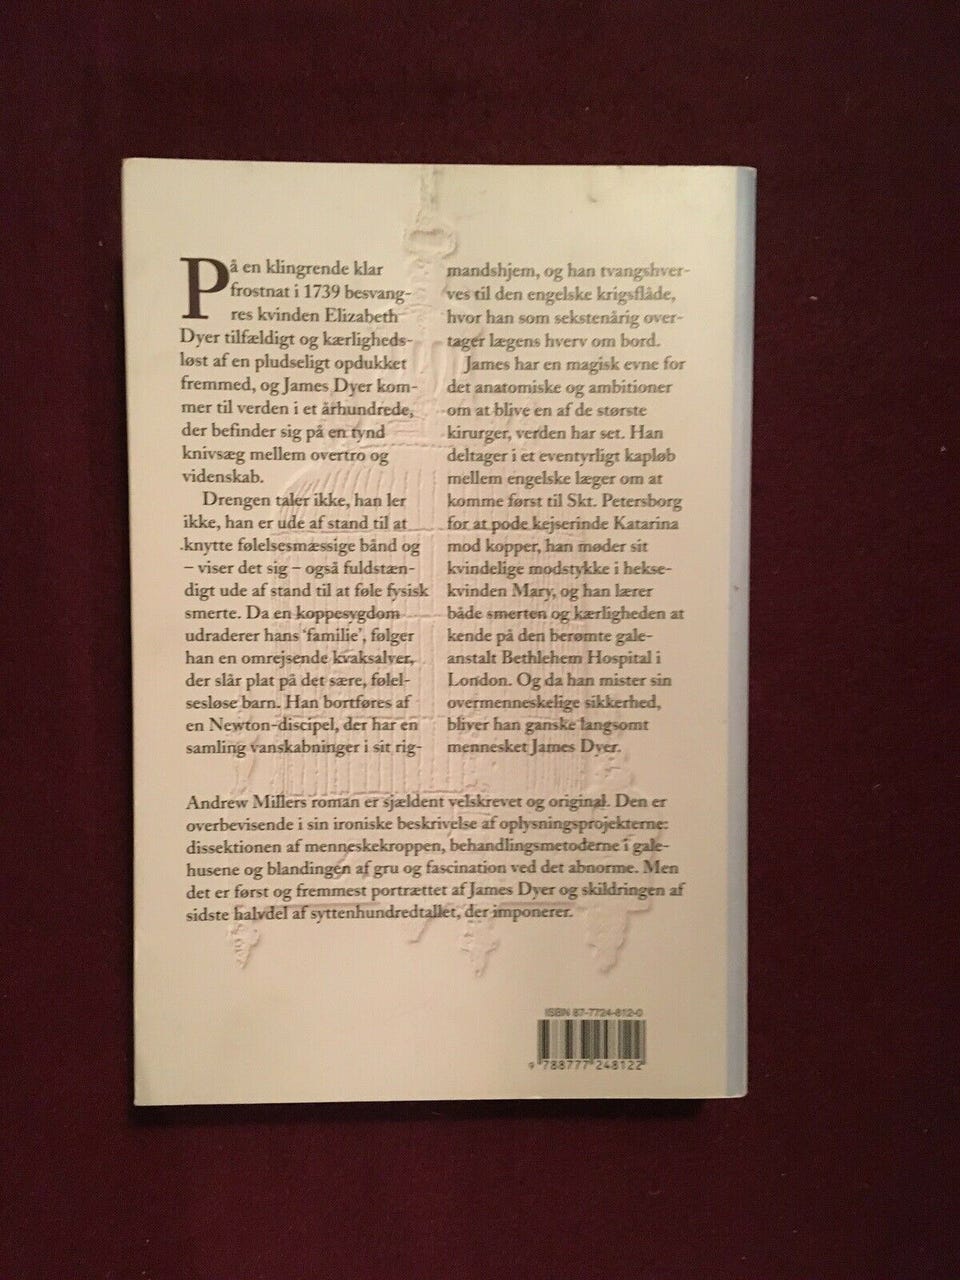 På en klingrende klar
frostnat i 1739 besvang-
res kvinden Elizabeth
Dyer tilfældigt og kærligheds-
løst af en pludseligt opdukket
fremmed, og James Dyer kom-
mer til verden i et århundrede,
der befinder sig på en tynd
knivsæg mellem overtro og
videnskab.
Drengen taler ikke, han ler
ikke, han er ude af stand til at
knytte følelsesmæssige bånd og
– viser det sig – også fuldstæn-
digt ude af stand til at føle fysisk
smerte. Da en koppesygdom
udraderer hans 'familie', følger
han en omrejsende kvaksalver,
der slår plat på det sære, følel-
sesløse barn. Han bortføres af
en Newton-discipel, der har en
samling vanskabninger i sit rig-
mandshjem, og han tvangshver-
ves til den engelske krigsflåde,
hvor han som sekstenårig over-
tager lægens hverv om bord.
James har en magisk evne for
det anatomiske og ambitioner
om at blive en af de største
kirurger, verden har set. Han
deltager i et eventyrligt kapløb
mellem engelske læger om at
komme først til Skt. Petersborg
for at pode kejserinde Katarina
mod kopper, han møder sit
kvindelige modstykke i hekse-
kvinden Mary, og han lærer
både smerten og kærligheden at
kende på den berømte gale-
anstalt Bethlehem Hospital i
London. Og da han mister sin
overmenneskelige sikkerhed,
bliver han ganske langsomt
mennesket James Dyer.
Andrew Millers roman er sjældent velskrevet og original. Den er
overbevisende i sin ironiske beskrivelse af oplysningsprojekterne:
dissektionen af menneskekroppen, behandlingsmetoderne i gale-
husene og blandingen af gru og fascination ved det abnorme. Men
det er først og fremmest portrættet af James Dyer og skildringen af
sidste halvdel af syttenhundredtallet, der imponerer.
ISBN 87-7724-812-0
9 788777 248122